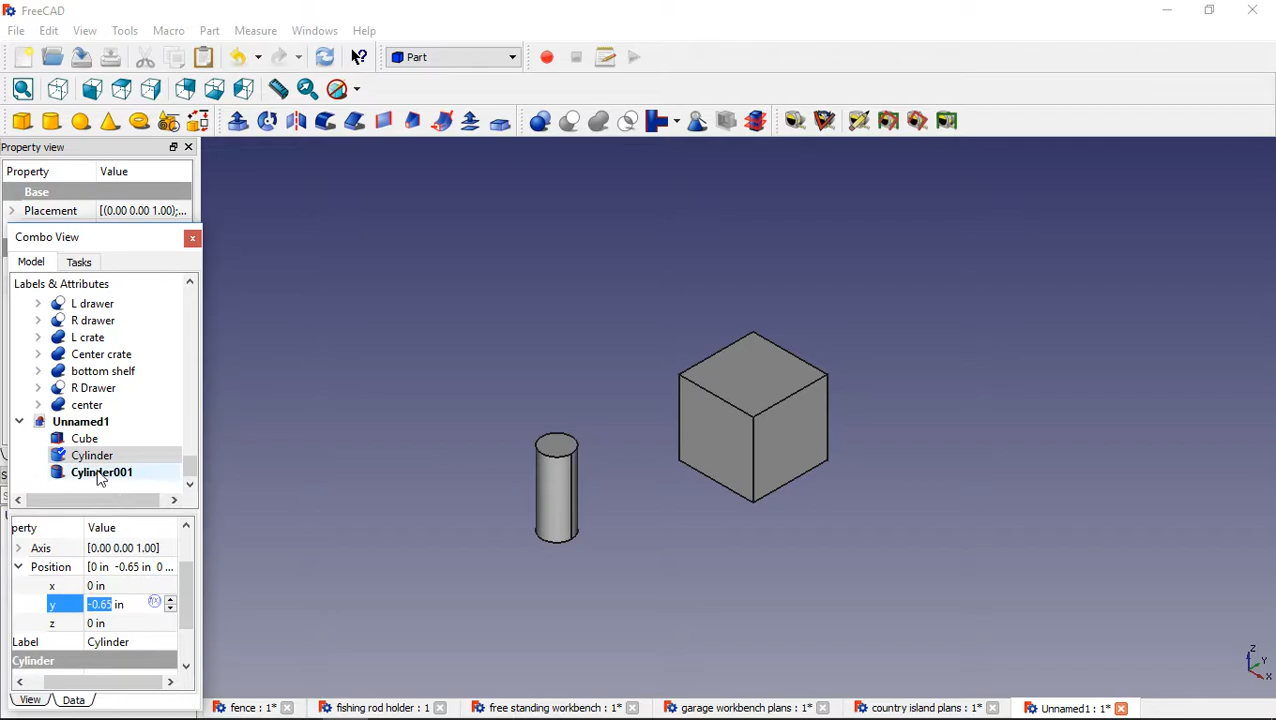 FreeCAD
File Edit View Tools Macro Part Measure Windows Help
Part
Property view
Property Value
Base
Placement [(0.00 0.00 1.00);...
Combo View
Model Tasks
Labels & Attributes
L drawer
R drawer
L crate
Center crate
bottom shelf
R Drawer
center
Unnamed1
Cube
Cylinder
Cylinder001
perty Value
Axis [0.00 0.00 1.00]
Position [0 in -0.65 in 0 ...
x 0 in
y -0.65 in
z 0 in
Label Cylinder
Cylinder
View Data
Z
Y
X
fence : 1* fishing rod holder : 1 free standing workbench : 1* garage workbench plans : 1* country island plans : 1* Unnamed1 : 1*